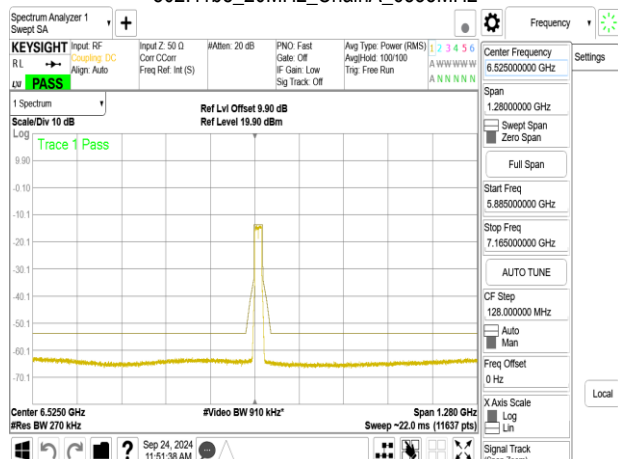 Spectrum Analyzer 1
Swept SA
+
Frequency
KEYSIGHT
RL
LXI
PASS
Input: RF
Coupling: DC
Align: Auto
Input Z: 50 Ω
Corr CCorr
Freq Ref: Int (S)
#Atten: 20 dB
PNO: Fast
Gate: Off
IF Gain: Low
Sig Track: Off
Avg Type: Power (RMS)
Avg|Hold: 100/100
Trig: Free Run
1 2 3 4 5 6
A W W W W W
A N N N N N
1 Spectrum
Scale/Div 10 dB
Ref Lvl Offset 9.90 dB
Ref Level 19.90 dBm
Log
Trace 1 Pass
9.90
-0.10
-10.1
-20.1
-30.1
-40.1
-50.1
-60.1
-70.1
Center 6.5250 GHz
#Res BW 270 kHz
#Video BW 910 kHz*
Span 1.280 GHz
Sweep ~22.0 ms (11637 pts)
?
Sep 24, 2024
11:51:38 AM
Center Frequency
6.525000000 GHz
Span
1.28000000 GHz
Swept Span
Zero Span
Full Span
Start Freq
5.885000000 GHz
Stop Freq
7.165000000 GHz
AUTO TUNE
CF Step
128.000000 MHz
Auto
Man
Freq Offset
0 Hz
X Axis Scale
Log
Lin
Signal Track
Settings
Local